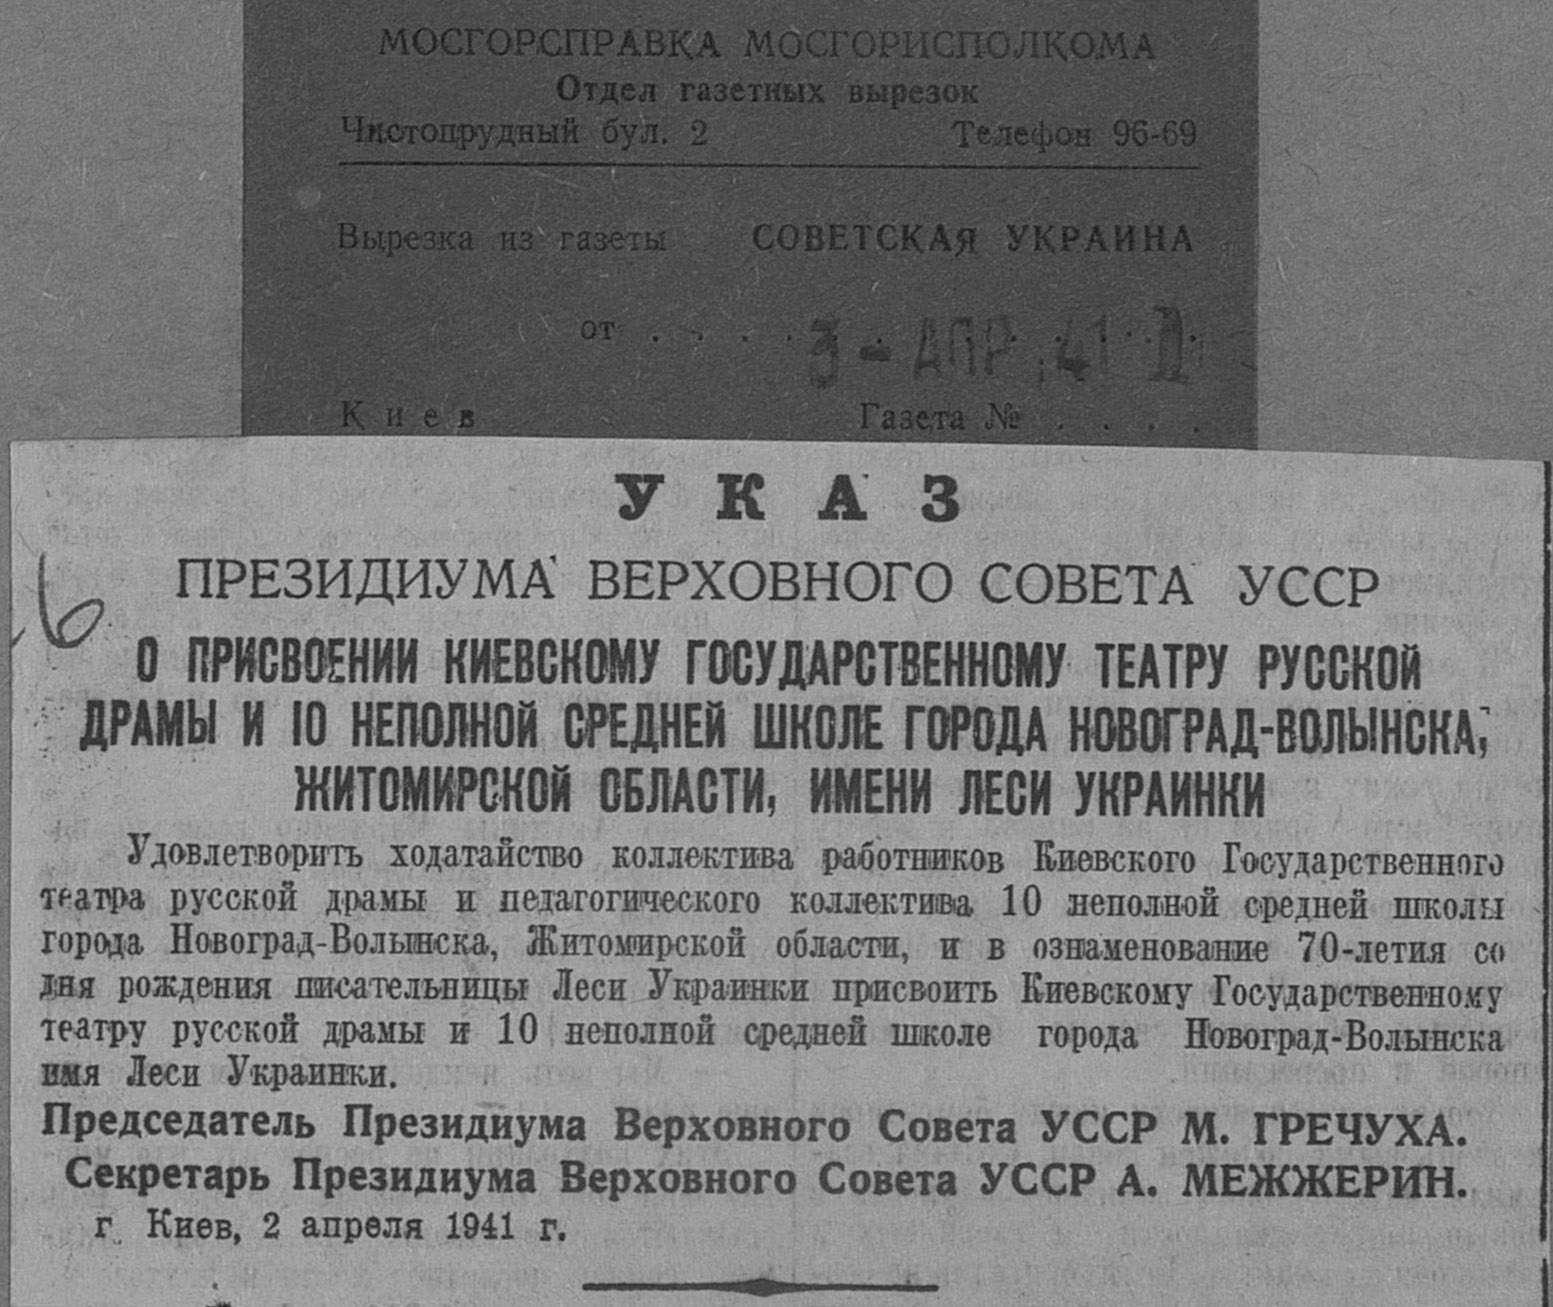 МОСГОРСПРАВКА МОСГОРИСПОЛКОМА
Отдел газетных вырезок
Чистопрудный бул. 2 Телефон 96-69
Вырезка из газеты СОВЕТСКАЯ УКРАИНА
от . . . . 3 - АПР. 41
Киев Газета № . . . .
6
УКАЗ
ПРЕЗИДИУМА ВЕРХОВНОГО СОВЕТА УССР
О ПРИСВОЕНИИ КИЕВСКОМУ ГОСУДАРСТВЕННОМУ ТЕАТРУ РУССКОЙ
ДРАМЫ И 10 НЕПОЛНОЙ СРЕДНЕЙ ШКОЛЕ ГОРОДА НОВОГРАД-ВОЛЫНСКА,
ЖИТОМИРСКОЙ ОБЛАСТИ, ИМЕНИ ЛЕСИ УКРАИНКИ
Удовлетворить ходатайство коллектива работников Киевского Государственного
театра русской драмы и педагогического коллектива 10 неполной средней школы
города Новоград-Волынска, Житомирской области, и в ознаменование 70-летия со
дня рождения писательницы Леси Украинки присвоить Киевскому Государственному
театру русской драмы и 10 неполной средней школе города Новоград-Волынска
имя Леси Украинки.
Председатель Президиума Верховного Совета УССР М. ГРЕЧУХА.
Секретарь Президиума Верховного Совета УССР А. МЕЖЖЕРИН.
г. Киев, 2 апреля 1941 г.